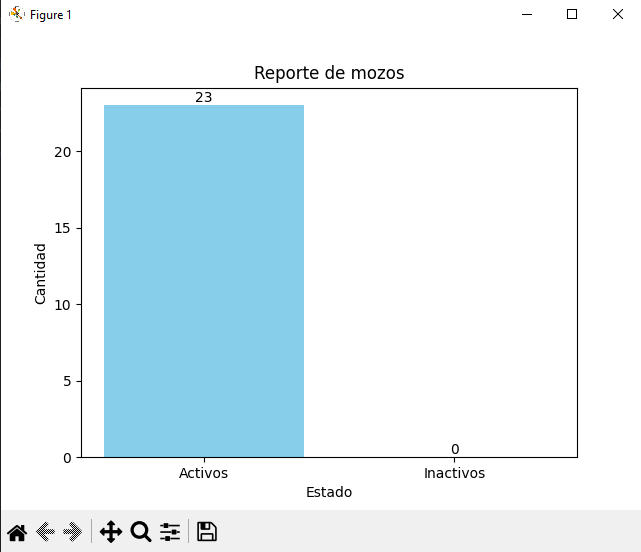 Figure 1
Reporte de mozos
23
20
15
10
5
0
0
Cantidad
Activos
Inactivos
Estado